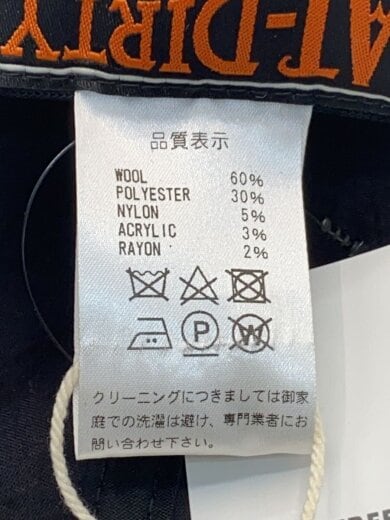 AT-DIRTY
品質表示
WOOL 60%
POLYESTER 30%
NYLON 5%
ACRYLIC 3%
RAYON 2%
P
W
クリーニングにつきましては御家
庭での洗濯は避け、専門業者にお
問い合わせ下さい。